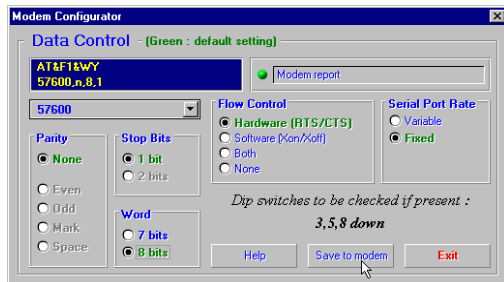 Modem Configurator
Data Control - (Green : default setting)
AT&F1&WY
57600,n,8,1
Modem report
57600
Flow Control
Hardware (RTS/CTS)
Software (Xon/Xoff)
Both
None
Serial Port Rate
Variable
Fixed
Parity
None
Even
Odd
Mark
Space
Stop Bits
1 bit
2 bits
Word
7 bits
8 bits
Dip switches to be checked if present :
3,5,8 down
Help
Save to modem
Exit